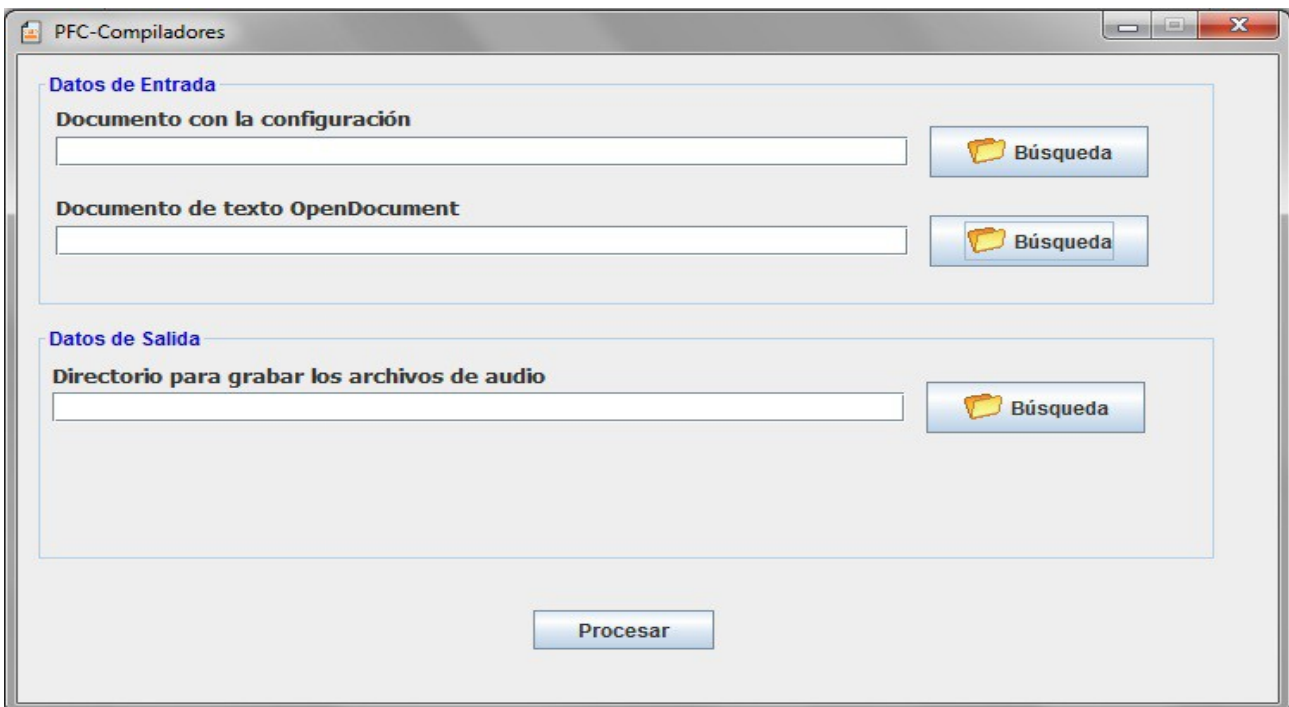 PFC-Compiladores
Datos de Entrada
Documento con la configuración
Búsqueda
Documento de texto OpenDocument
Búsqueda
Datos de Salida
Directorio para grabar los archivos de audio
Búsqueda
Procesar